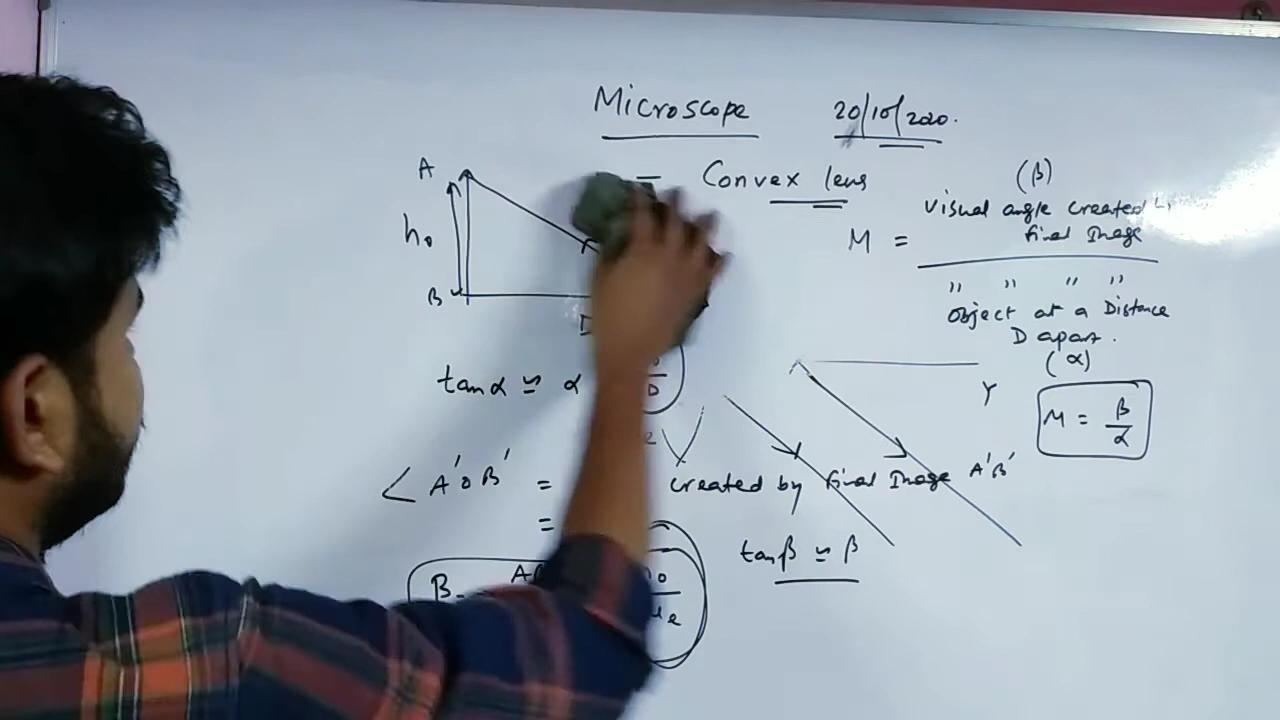 Microscope 20/10/2020.
= Convex lens
A
h₀
B
D
(β)
Visual angle created
M = final Image
" " " "
object at a Distance
D apart.
(α)
tanα ≃ α
D
Y
M = β/α
∠ A'OB' =
created by final Image A'B'
=
tanβ ≃ β
B